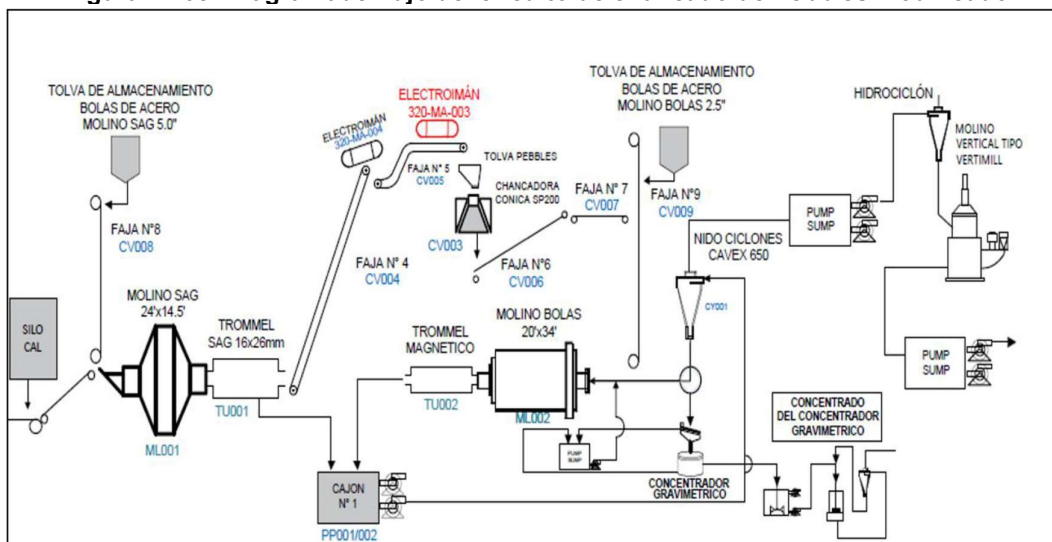 TOLVA DE ALMACENAMIENTO
BOLAS DE ACERO
MOLINO SAG 5.0"
ELECTROIMÁN
320-MA-004
ELECTROIMÁN
320-MA-003
TOLVA PEBBLES
FAJA N° 5
CV005
CHANCADORA
CONICA SP200
CV003
TOLVA DE ALMACENAMIENTO
BOLAS DE ACERO
MOLINO BOLAS 2.5"
HIDROCICLÓN
MOLINO
VERTICAL TIPO
VERTIMILL
FAJA N°8
CV008
FAJA N° 4
CV004
FAJA N°6
CV006
FAJA N° 7
CV007
FAJA N°9
CV009
PUMP
SUMP
NIDO CICLONES
CAVEX 650
CY001
SILO
CAL
MOLINO SAG
24'x14.5'
ML001
TROMMEL
SAG 16x26mm
TU001
TROMMEL
MAGNETICO
TU002
MOLINO BOLAS
20'x34'
ML002
PUMP
SUMP
CAJON
N° 1
PP001/002
PUMP
SUMP
CONCENTRADOR
GRAVIMETRICO
CONCENTRADO
DEL CONCENTRADOR
GRAVIMETRICO